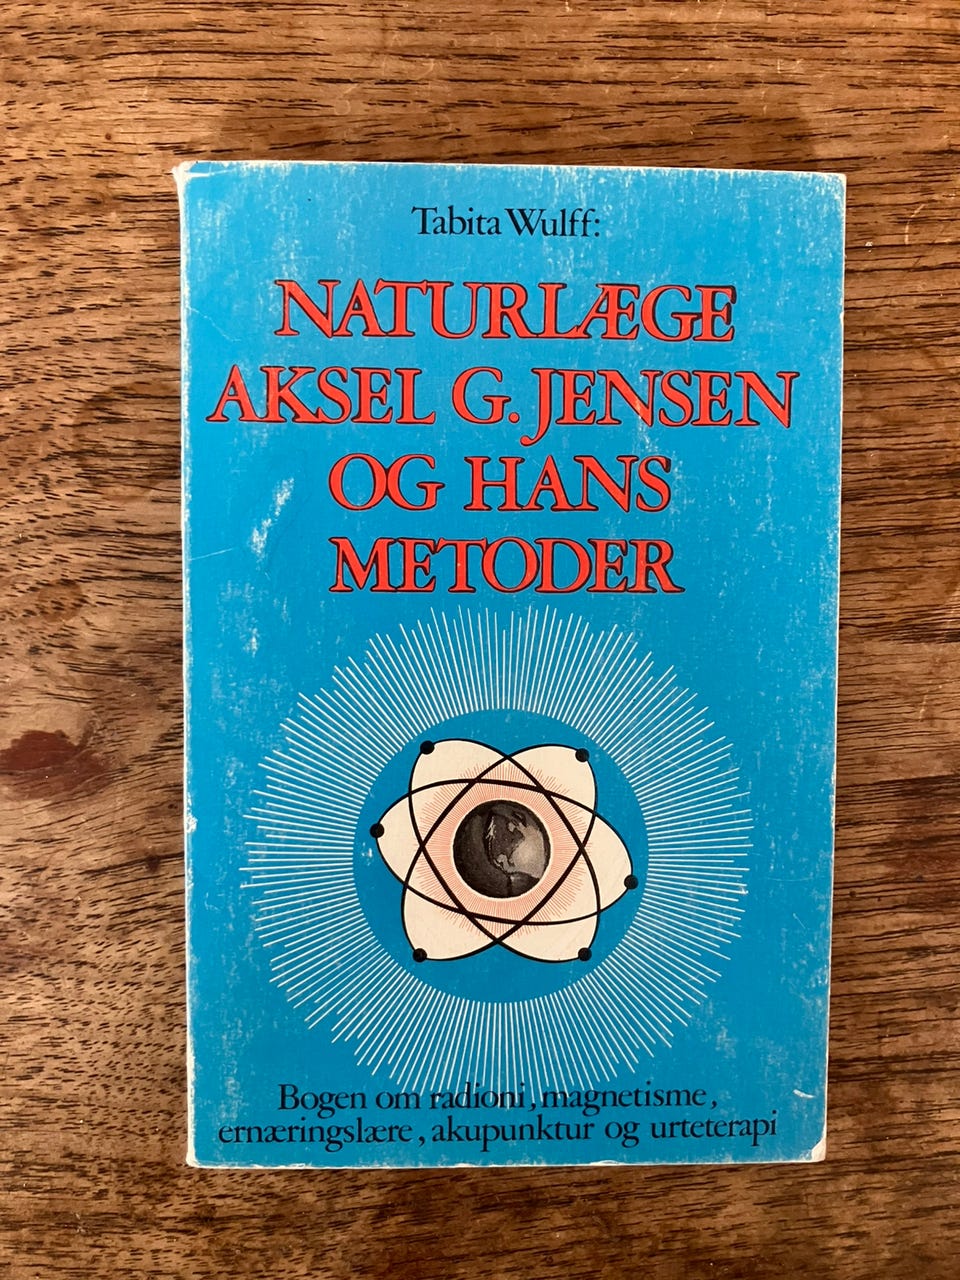 Tabita Wulff:
NATURLÆGE
AKSEL G. JENSEN
OG HANS
METODER
Bogen om radioni, magnetisme,
ernæringslære, akupunktur og urteterapi